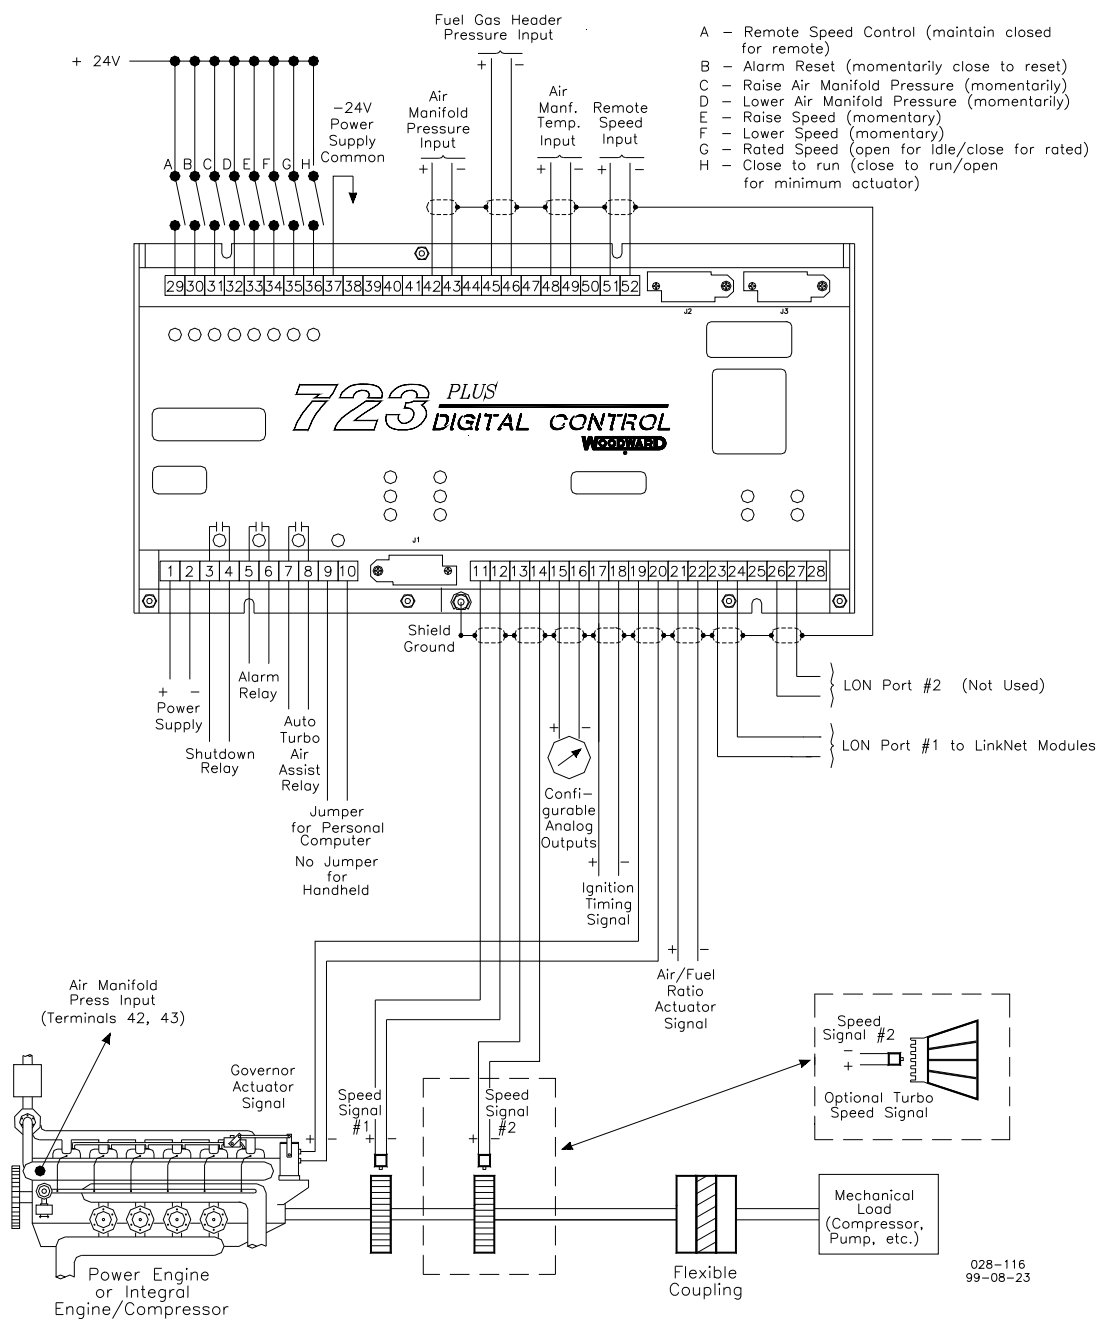 Fuel Gas Header
Pressure Input
+ -
+ 24V
-24V
Power
Supply
Common
Air
Manifold
Pressure
Input
+ -
Air
Manf.
Temp.
Input
+ -
Remote
Speed
Input
+ -
A - Remote Speed Control (maintain closed
for remote)
B - Alarm Reset (momentarily close to reset)
C - Raise Air Manifold Pressure (momentarily)
D - Lower Air Manifold Pressure (momentarily)
E - Raise Speed (momentary)
F - Lower Speed (momentary)
G - Rated Speed (open for Idle/close for rated)
H - Close to run (close to run/open
for minimum actuator)
A B C D E F G H
29 30 31 32 33 34 35 36 37 38 39 40 41 42 43 44 45 46 47 48 49 50 51 52
J2
J3
723 PLUS
DIGITAL CONTROL
WOODWARD
J1
1 2 3 4 5 6 7 8 9 10
11 12 13 14 15 16 17 18 19 20 21 22 23 24 25 26 27 28
Shield
Ground
+ -
Power
Supply
Shutdown
Relay
Alarm
Relay
Auto
Turbo
Air
Assist
Relay
Jumper
for Personal
Computer
No Jumper
for
Handheld
+ -
Confi-
gurable
Analog
Outputs
+ -
Ignition
Timing
Signal
+ -
Air/Fuel
Ratio
Actuator
Signal
LON Port #2 (Not Used)
LON Port #1 to LinkNet Modules
Air Manifold
Press Input
(Terminals 42, 43)
Governor
Actuator
Signal
+ -
Speed
Signal
#1
+ -
Speed
Signal
#2
+ -
Speed
Signal #2
-
+
Optional Turbo
Speed Signal
Mechanical
Load
(Compressor,
Pump, etc.)
Flexible
Coupling
Power Engine
or Integral
Engine/Compressor
028-116
99-08-23